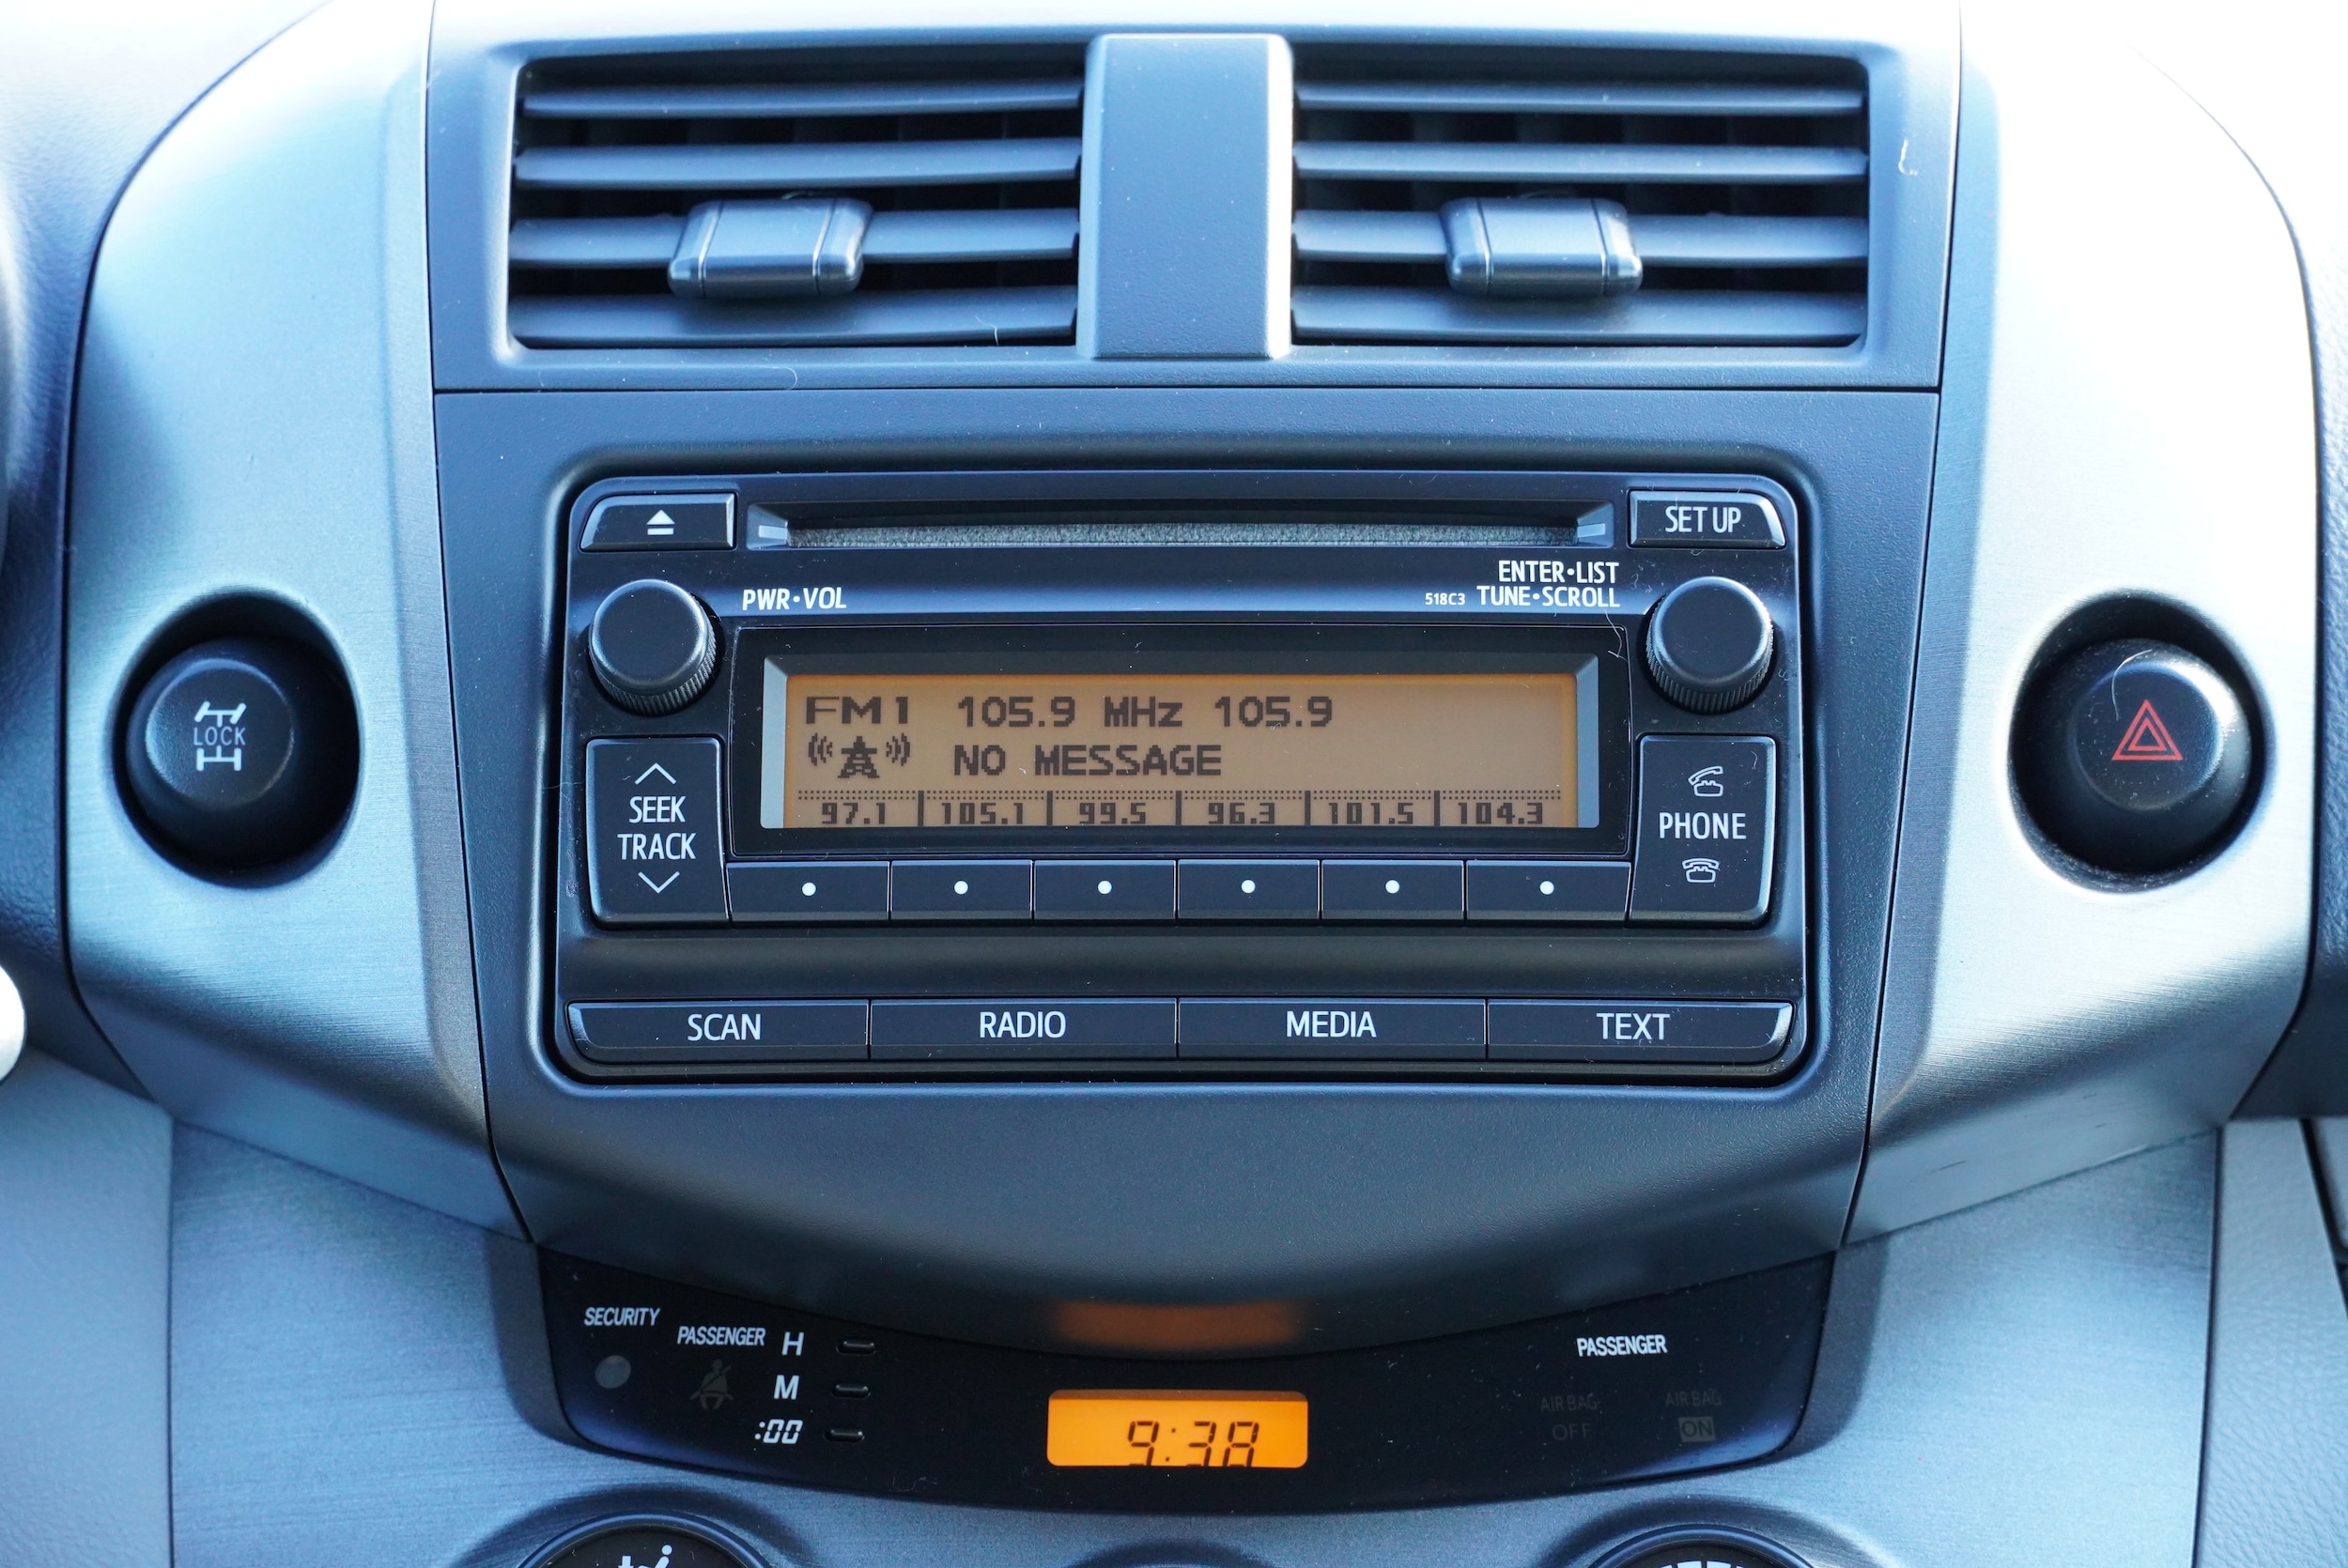 SET UP
ENTER•LIST
PWR•VOL
518C3 TUNE•SCROLL
FM1 105.9 MHz 105.9
NO MESSAGE
97.1 105.1 99.5 96.3 101.5 104.3
LOCK
SEEK
TRACK
PHONE
SCAN RADIO MEDIA TEXT
SECURITY
PASSENGER H
M
:00
9:38
PASSENGER
AIR BAG AIR BAG
OFF ON